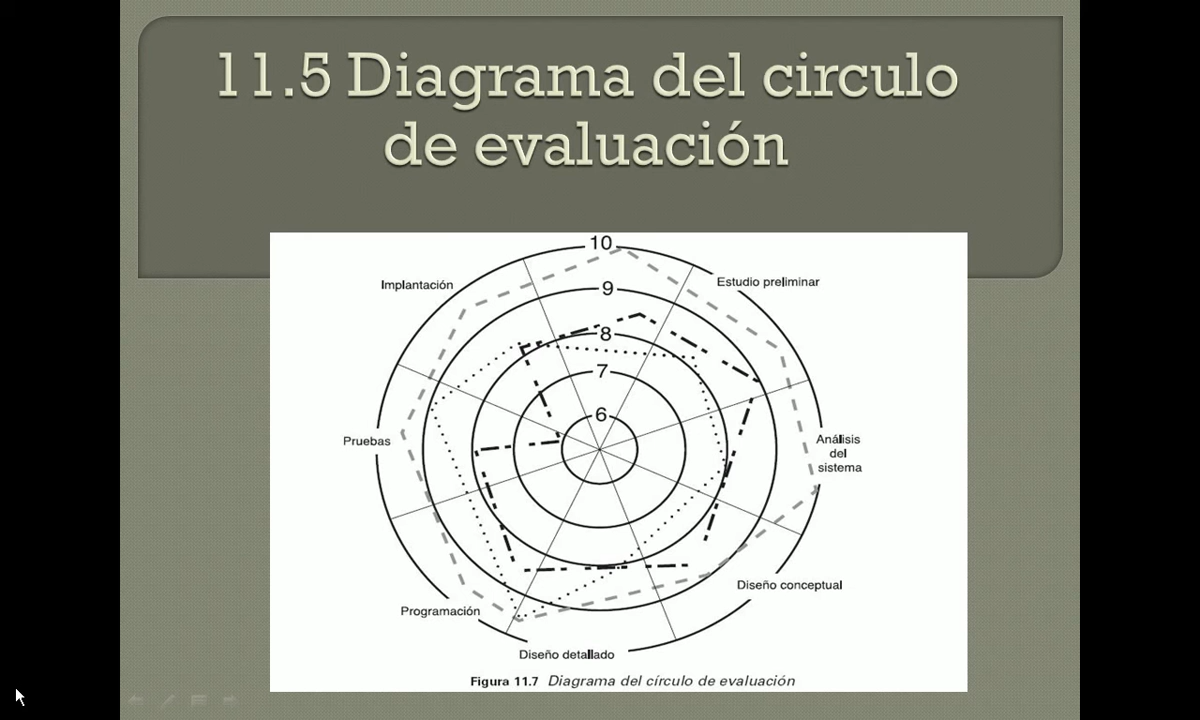 11.5 Diagrama del circulo
de evaluación
10
Implantación
Estudio preliminar
9
8
7
6
Pruebas
Análisis
del
sistema
Diseño conceptual
Programación
Diseño detallado
Figura 11.7 Diagrama del círculo de evaluación